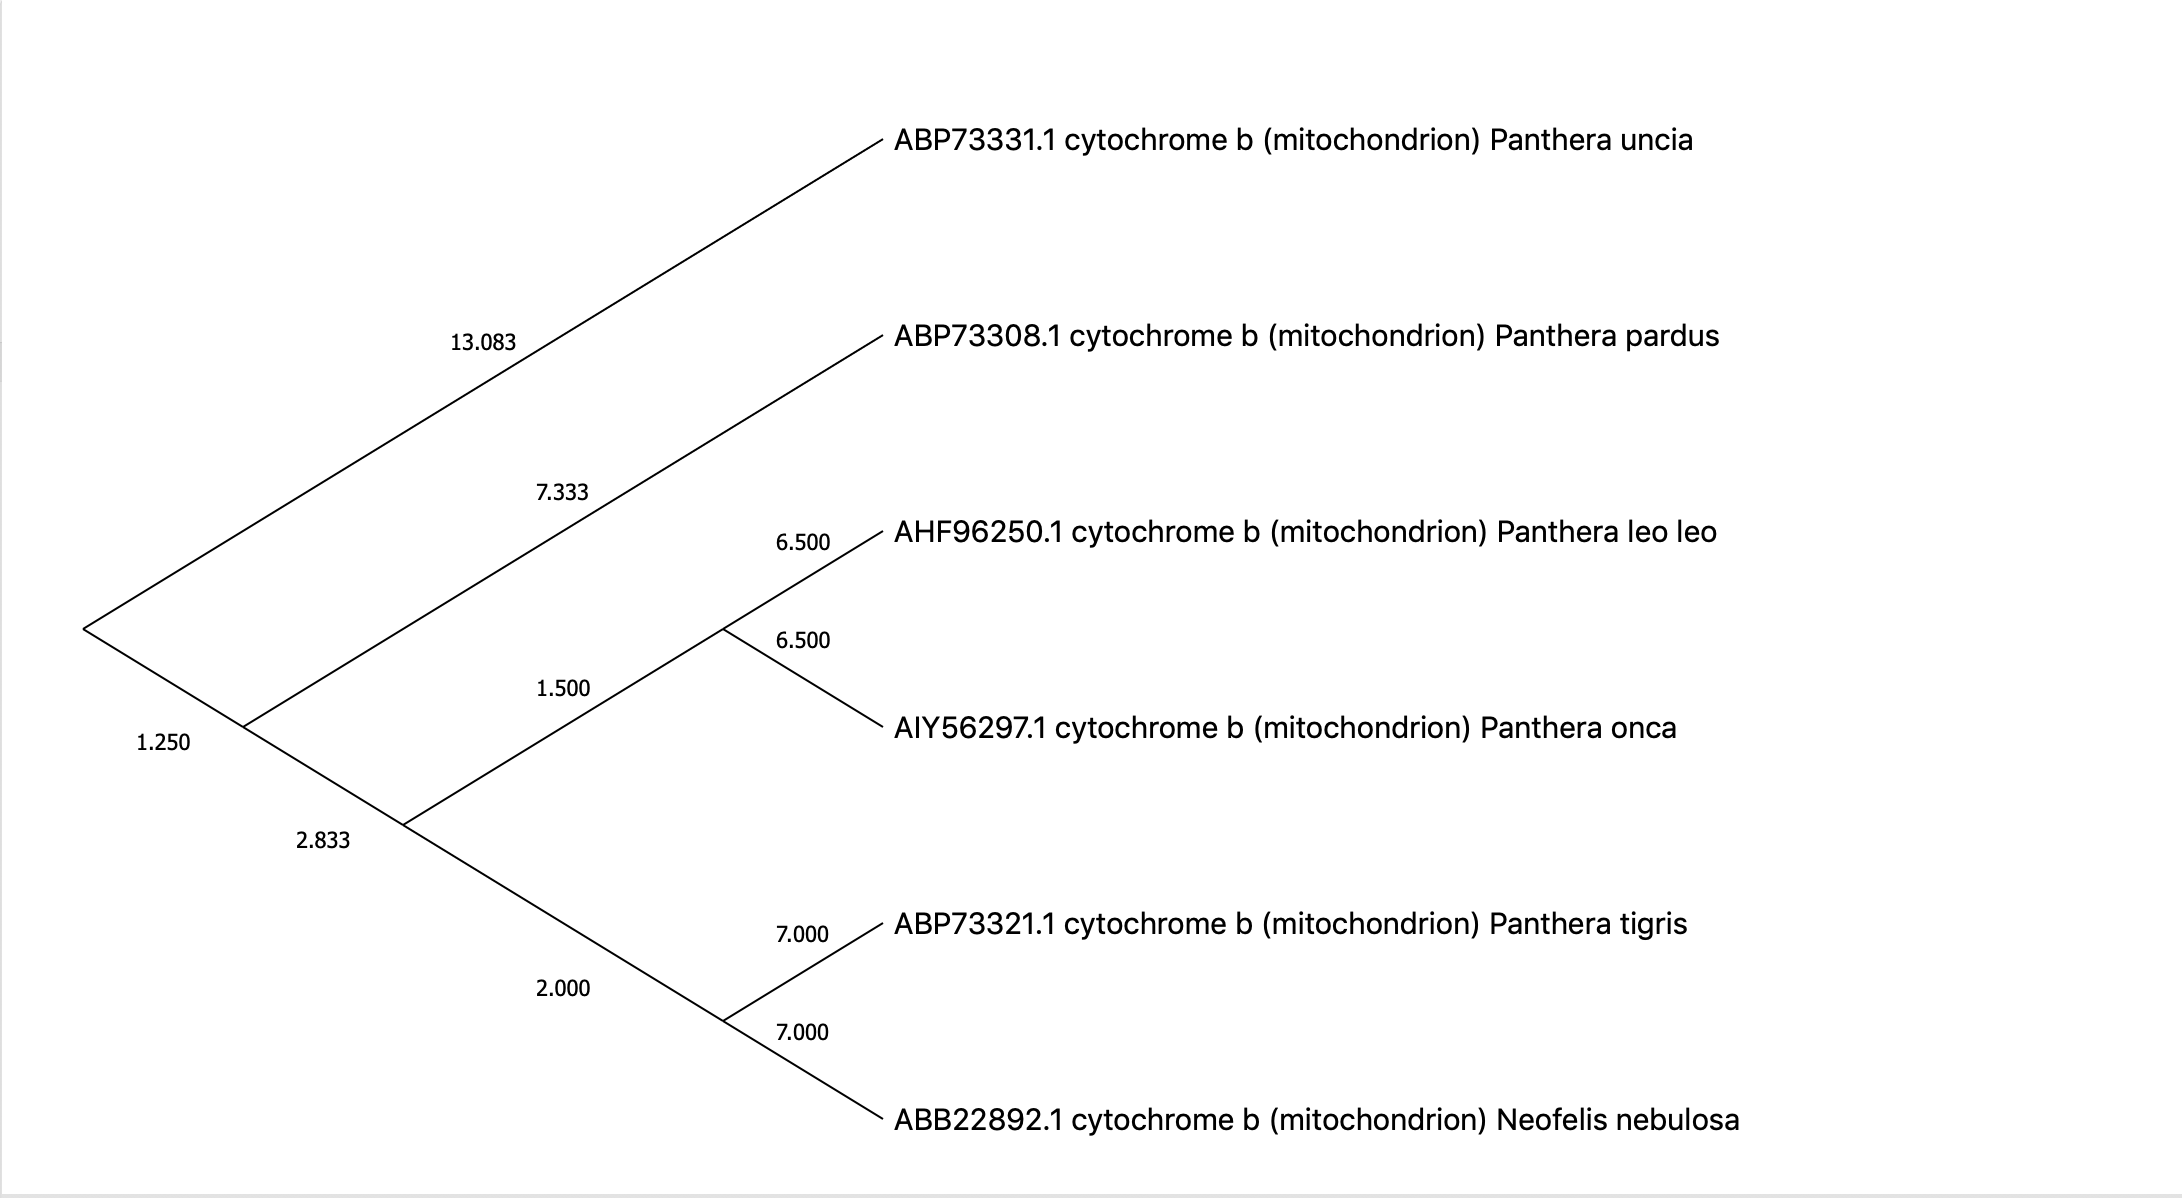 ABP73331.1 cytochrome b (mitochondrion) Panthera uncia
13.083
ABP73308.1 cytochrome b (mitochondrion) Panthera pardus
7.333
AHF96250.1 cytochrome b (mitochondrion) Panthera leo leo
6.500
6.500
1.500
AIY56297.1 cytochrome b (mitochondrion) Panthera onca
1.250
2.833
ABP73321.1 cytochrome b (mitochondrion) Panthera tigris
7.000
2.000
7.000
ABB22892.1 cytochrome b (mitochondrion) Neofelis nebulosa